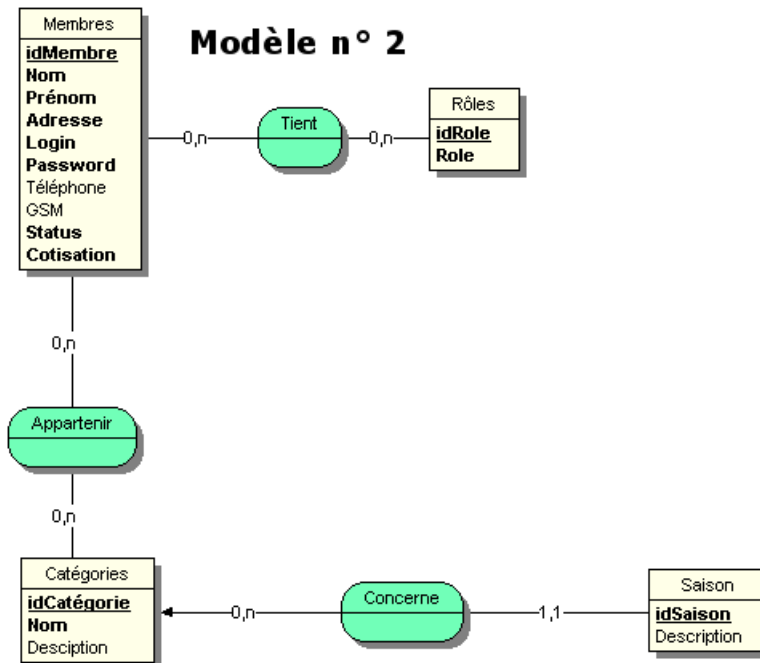 Membres
Modèle n° 2
idMembre
Nom
Prénom
Adresse
Login
Password
Téléphone
GSM
Status
Cotisation
0,n
Tient
0,n
Rôles
idRole
Role
0,n
Appartenir
0,n
Catégories
idCatégorie
Nom
Desciption
0,n
Concerne
1,1
Saison
idSaison
Description